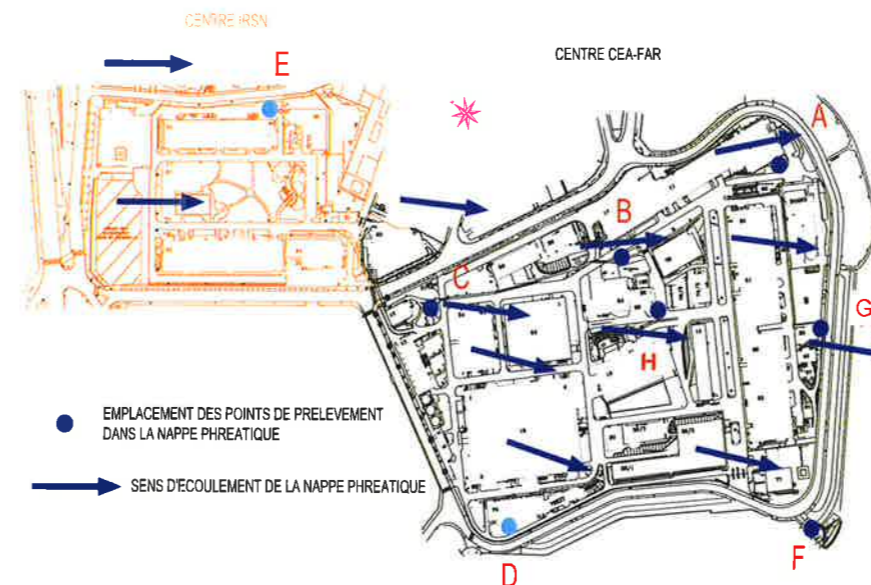 CENTRE IRSN
E
CENTRE CEA-FAR
A
B
C
G
H
EMPLACEMENT DES POINTS DE PRELEVEMENT
DANS LA NAPPE PHREATIQUE
SENS D'ECOULEMENT DE LA NAPPE PHREATIQUE
D
F